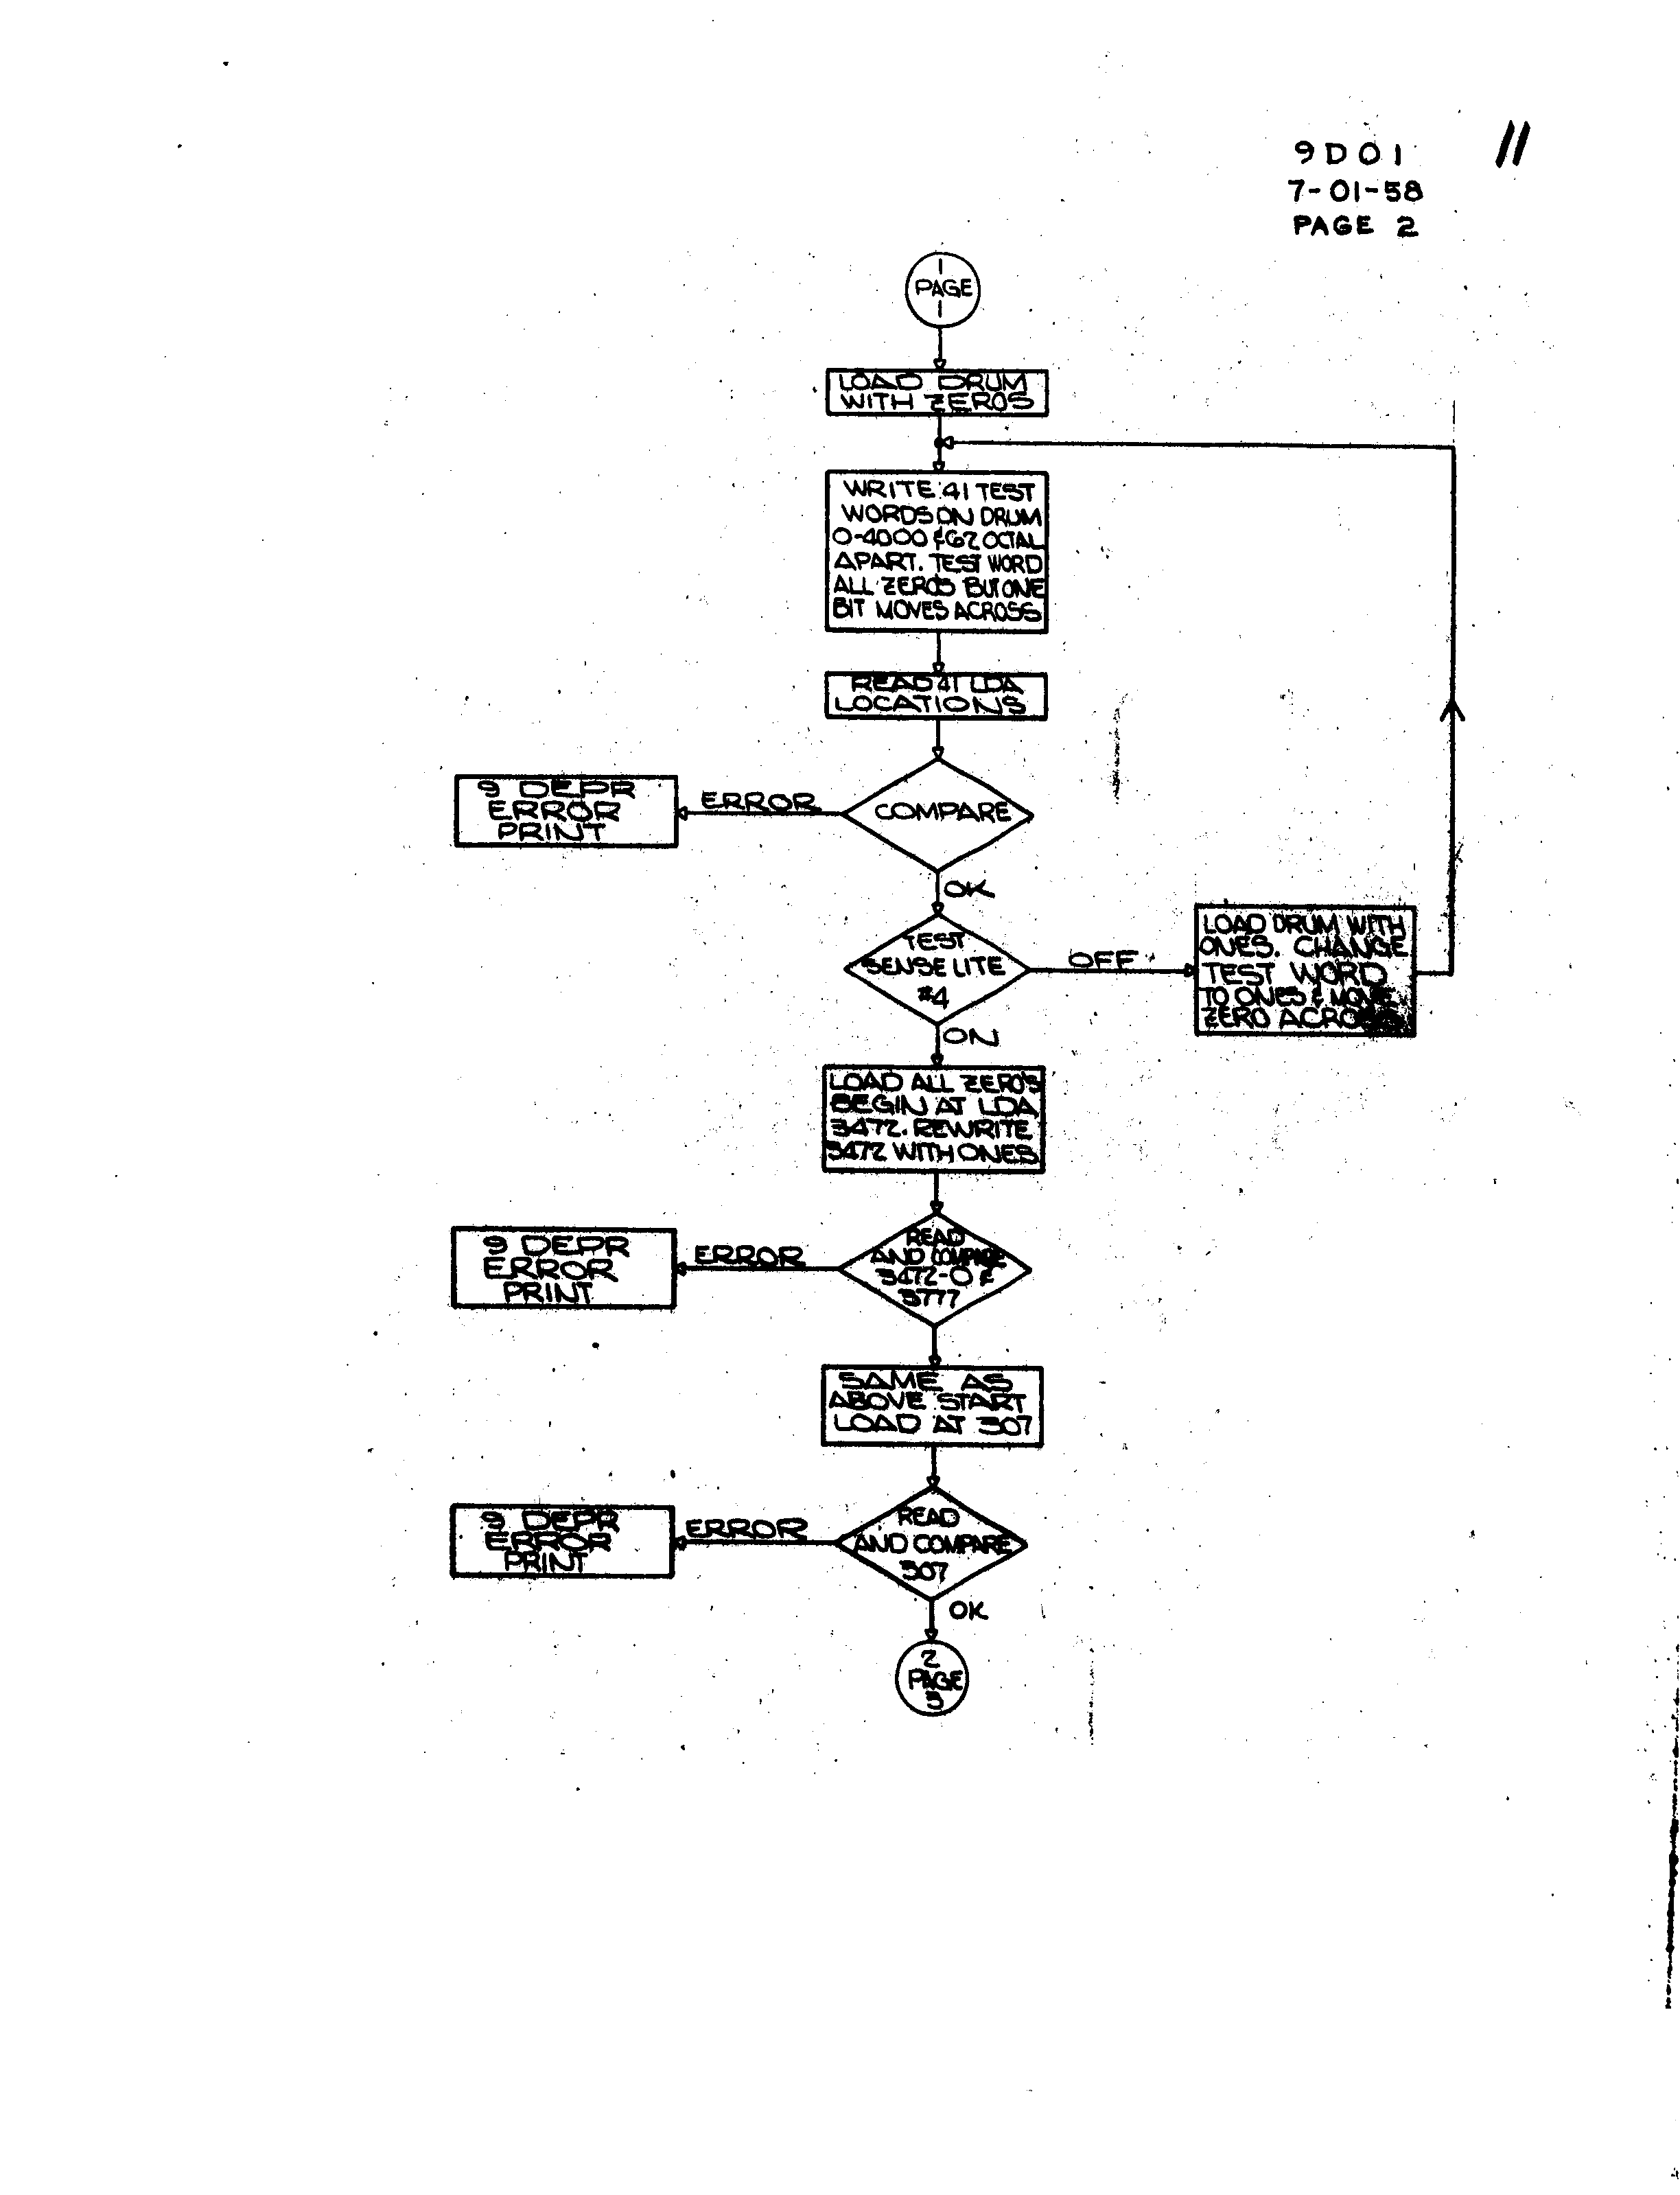 11
9D01
7-01-58
PAGE 2
1
PAGE
1
LOAD DRUM
WITH ZEROS
WRITE 41 TEST
WORDS ON DRUM
0-4000 & 62 OCTAL
APART. TEST WORD
ALL ZEROS BUT ONE
BIT MOVES ACROSS
READ 41 LDA
LOCATIONS
COMPARE
ERROR
9 DEPR
ERROR
PRINT
OK
TEST
SENSE LITE
#4
OFF
LOAD DRUM WITH
ONES. CHANGE
TEST WORD
TO ONES & MOVE
ZERO ACROSS
ON
LOAD ALL ZERO'S
BEGIN AT LDA
3472. REWRITE
3472 WITH ONES
READ
AND COMPARE
3472-0 &
3777
ERROR
9 DEPR
ERROR
PRINT
SAME AS
ABOVE START
LOAD AT 307
READ
AND COMPARE
307
ERROR
9 DEPR
ERROR
PRINT
OK
2
PAGE
3